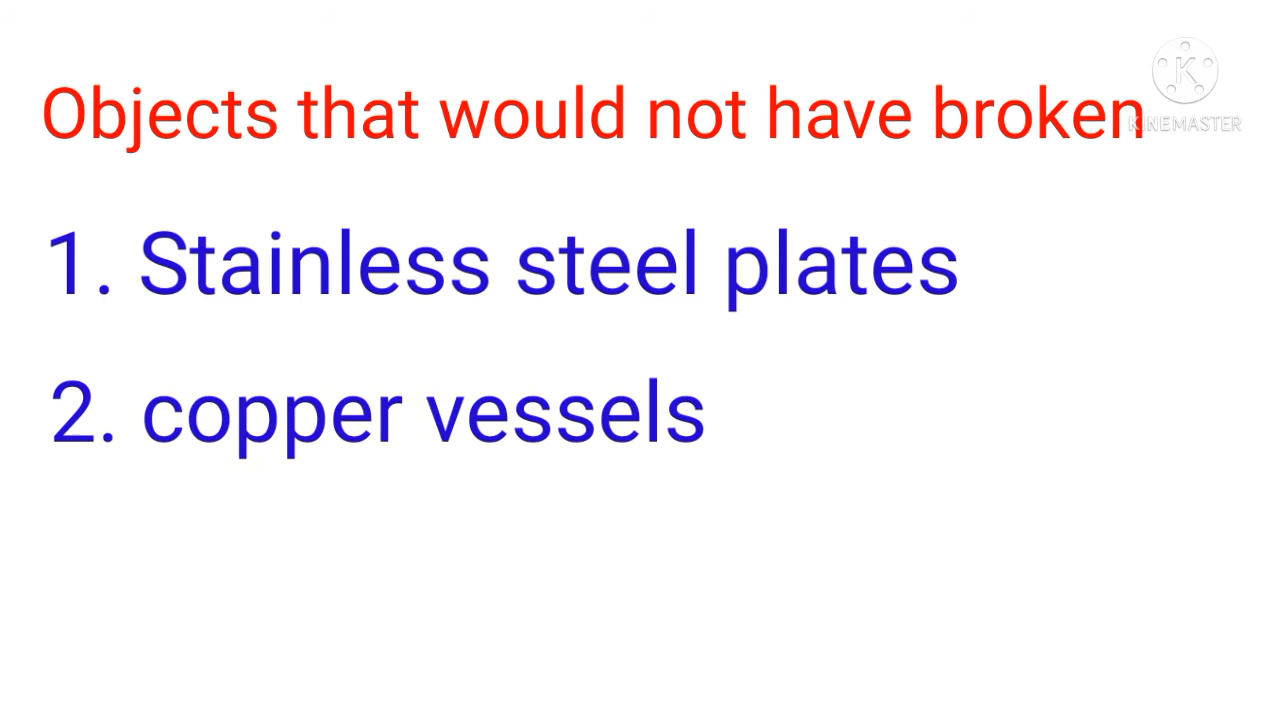 Objects that would not have broken
K
KINEMASTER
1. Stainless steel plates
2. copper vessels